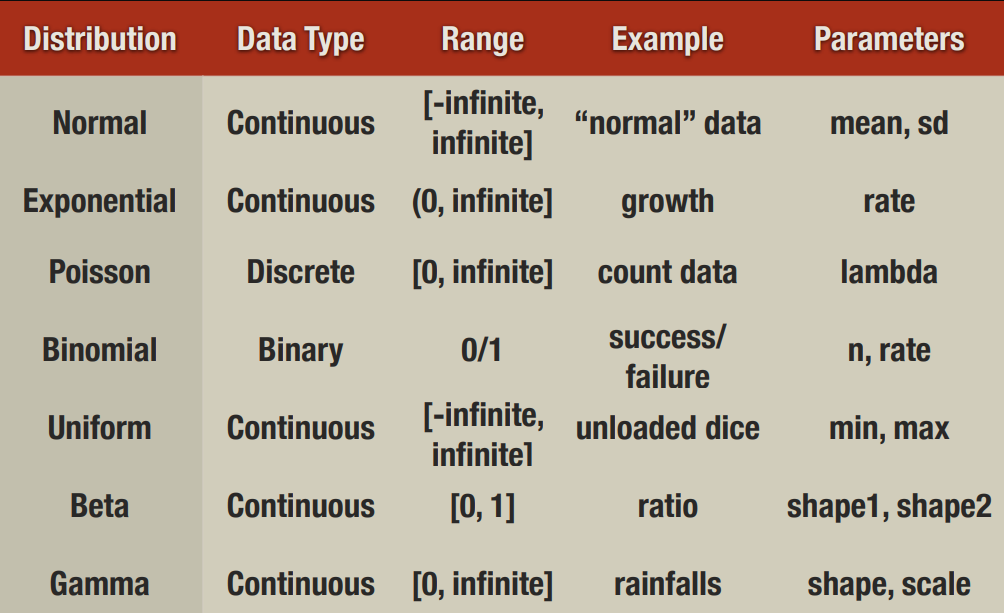 Distribution Data Type Range Example Parameters
Normal Continuous [-infinite, infinite] “normal” data mean, sd
Exponential Continuous (0, infinite] growth rate
Poisson Discrete [0, infinite] count data lambda
Binomial Binary 0/1 success/ failure n, rate
Uniform Continuous [-infinite, infinite] unloaded dice min, max
Beta Continuous [0, 1] ratio shape1, shape2
Gamma Continuous [0, infinite] rainfalls shape, scale